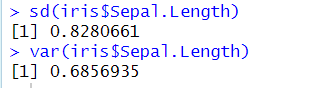 > sd(iris$Sepal.Length)
[1] 0.8280661
> var(iris$Sepal.Length)
[1] 0.6856935